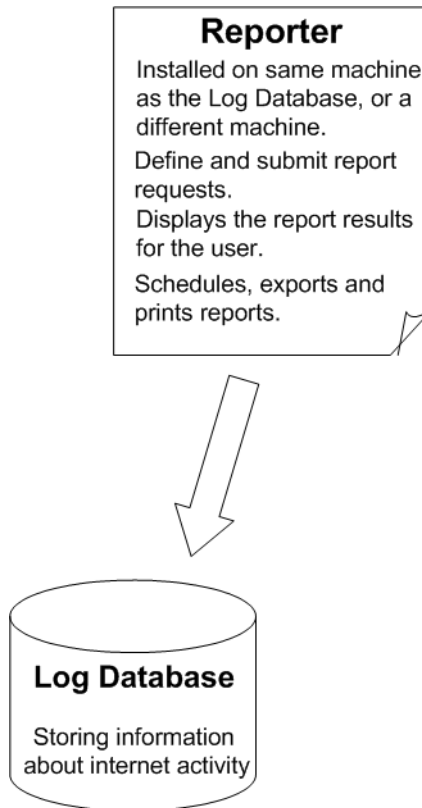 Reporter
Installed on same machine
as the Log Database, or a
different machine.
Define and submit report
requests.
Displays the report results
for the user.
Schedules, exports and
prints reports.
Log Database
Storing information
about internet activity